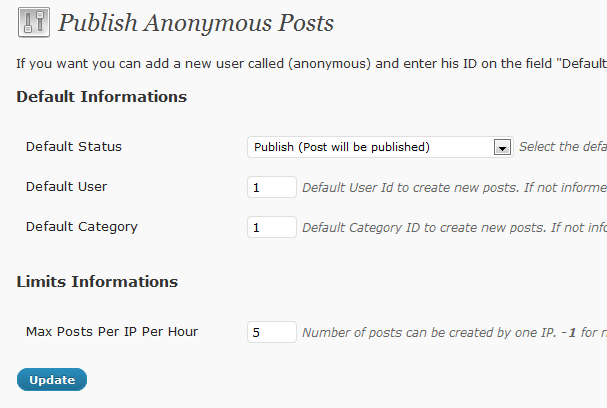 Publish Anonymous Posts
If you want you can add a new user called (anonymous) and enter his ID on the field "Default
Default Informations
Default Status Publish (Post will be published) Select the defa
Default User 1 Default User Id to create new posts. If not informe
Default Category 1 Default Category ID to create new posts. If not info
Limits Informations
Max Posts Per IP Per Hour 5 Number of posts can be created by one IP. -1 for n
Update